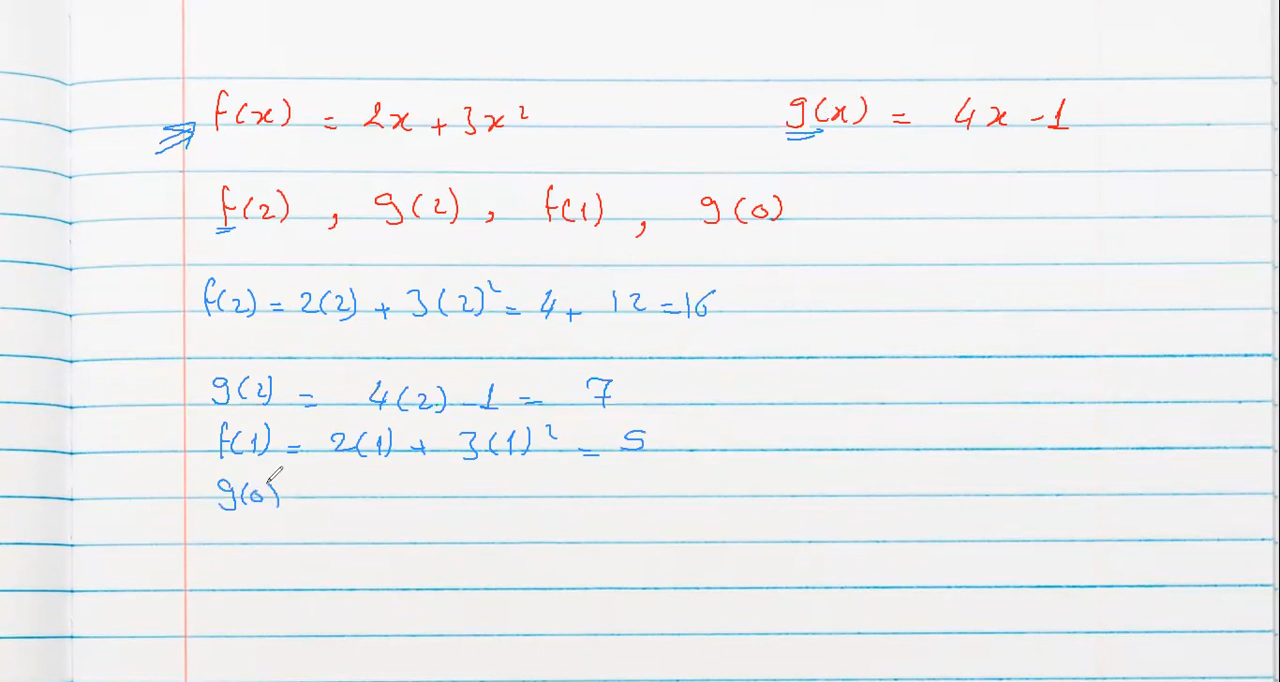 f(x) = 2x + 3x² g(x) = 4x - 1
f(2) , g(2) , f(1) , g(0)
f(2) = 2(2) + 3(2)² = 4 + 12 = 16
g(2) = 4(2) - 1 = 7
f(1) = 2(1) + 3(1)² = 5
g(0)